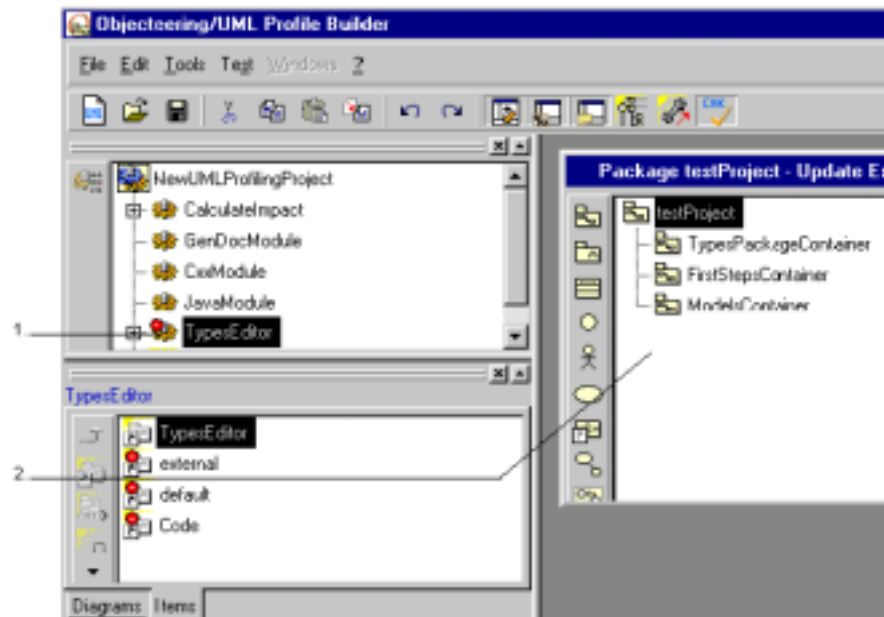 Objecteering/UML Profile Builder
File Edit Tools Test Windows ?
NewUMLProfilingProject
CalculateImpact
GenDocModule
CxxModule
JavaModule
1
TypesEditor
TypesEditor
TypesEditor
external
2
default
Code
Diagrams Items
Package testProject - Update Es
testProject
TypesPackageContainer
FirstStepsContainer
ModelsContainer